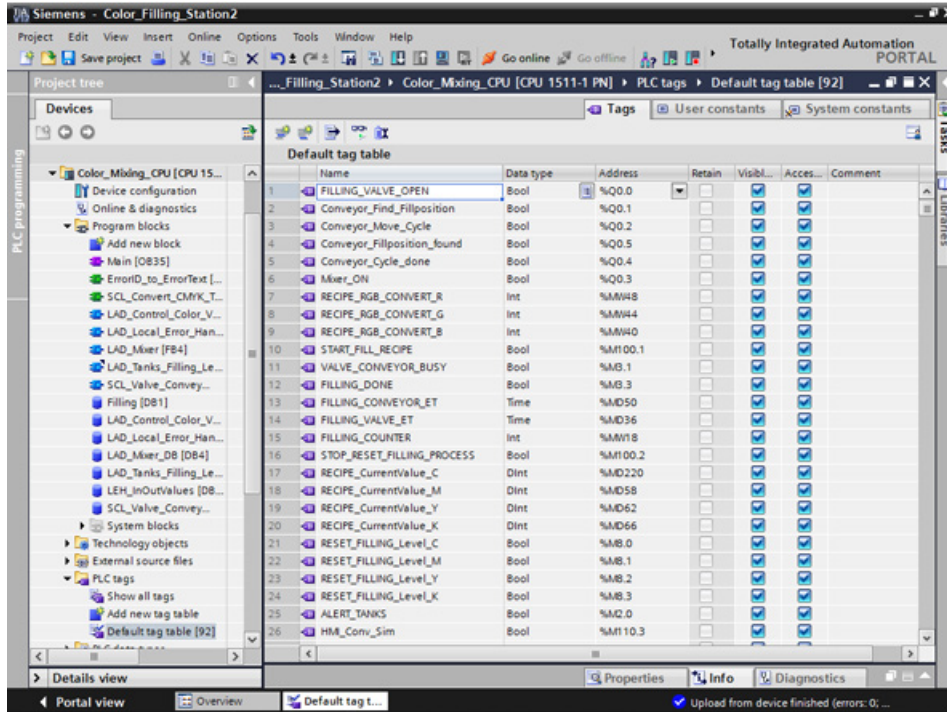 Siemens - Color_Filling_Station2
Project Edit View Insert Online Options Tools Window Help
Totally Integrated Automation
PORTAL
Save project Go online Go offline
Project tree
..._Filling_Station2 Color_Mixing_CPU [CPU 1511-1 PN] PLC tags Default tag table [92]
Devices
Tags User constants System constants
PLC programming
Tasks
Libraries
Color_Mixing_CPU [CPU 15...
Device configuration
Online & diagnostics
Program blocks
Add new block
Main [OB35]
ErrorID_to_ErrorText [...
SCL_Convert_CMYK_T...
LAD_Control_Color_V...
LAD_Local_Error_Han...
LAD_Mixer [FB4]
LAD_Tanks_Filling_Le...
SCL_Valve_Convey...
Filling [DB1]
LAD_Control_Color_V...
LAD_Local_Error_Han...
LAD_Mixer_DB [DB4]
LAD_Tanks_Filling_Le...
LEH_InOutValues [DB...
SCL_Valve_Convey...
System blocks
Technology objects
External source files
PLC tags
Show all tags
Add new tag table
Default tag table [92]
Default tag table
Name Data type Address Retain Visibl... Acces... Comment
1 FILLING_VALVE_OPEN Bool %Q0.0
2 Conveyor_Find_Fillposition Bool %Q0.1
3 Conveyor_Move_Cycle Bool %Q0.2
4 Conveyor_Fillposition_found Bool %Q0.5
5 Conveyor_Cycle_done Bool %Q0.4
6 Mixer_ON Bool %Q0.3
7 RECIPE_RGB_CONVERT_R Int %MW48
8 RECIPE_RGB_CONVERT_G Int %MW44
9 RECIPE_RGB_CONVERT_B Int %MW40
10 START_FILL_RECIPE Bool %M100.1
11 VALVE_CONVEYOR_BUSY Bool %M3.1
12 FILLING_DONE Bool %M3.3
13 FILLING_CONVEYOR_ET Time %MD50
14 FILLING_VALVE_ET Time %MD36
15 FILLING_COUNTER Int %MW18
16 STOP_RESET_FILLING_PROCESS Bool %M100.2
17 RECIPE_CurrentValue_C DInt %MD220
18 RECIPE_CurrentValue_M DInt %MD58
19 RECIPE_CurrentValue_Y DInt %MD62
20 RECIPE_CurrentValue_K DInt %MD66
21 RESET_FILLING_Level_C Bool %M8.0
22 RESET_FILLING_Level_M Bool %M8.1
23 RESET_FILLING_Level_Y Bool %M8.2
24 RESET_FILLING_Level_K Bool %M8.3
25 ALERT_TANKS Bool %M2.0
26 HMI_Conv_Sim Bool %M110.3
Details view
Properties Info Diagnostics
Portal view Overview Default tag t... Upload from device finished (errors: 0; ...